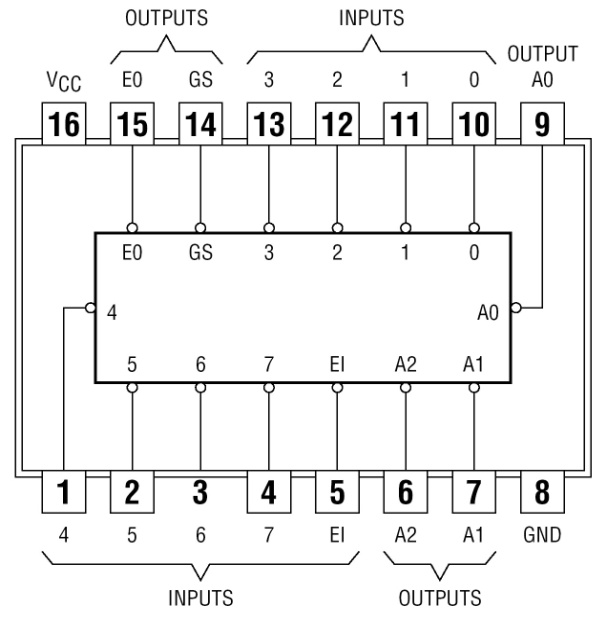 OUTPUTS INPUTS
OUTPUT
VCC E0 GS 3 2 1 0 A0
16 15 14 13 12 11 10 9
E0 GS 3 2 1 0
4 A0
5 6 7 EI A2 A1
1 2 3 4 5 6 7 8
4 5 6 7 EI A2 A1 GND
INPUTS OUTPUTS